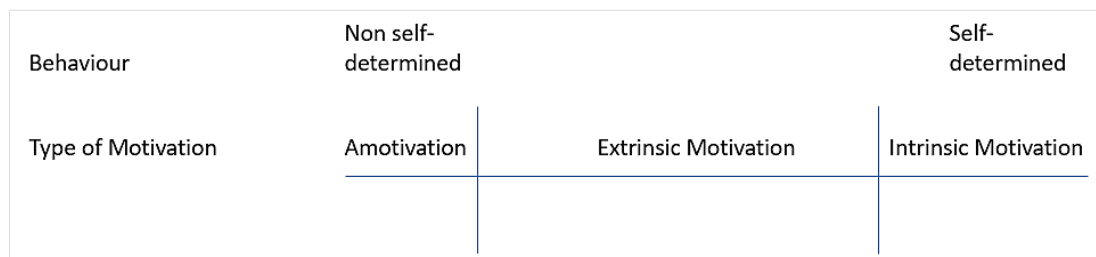 Non self- Self-
Behaviour determined determined
Type of Motivation Amotivation Extrinsic Motivation Intrinsic Motivation